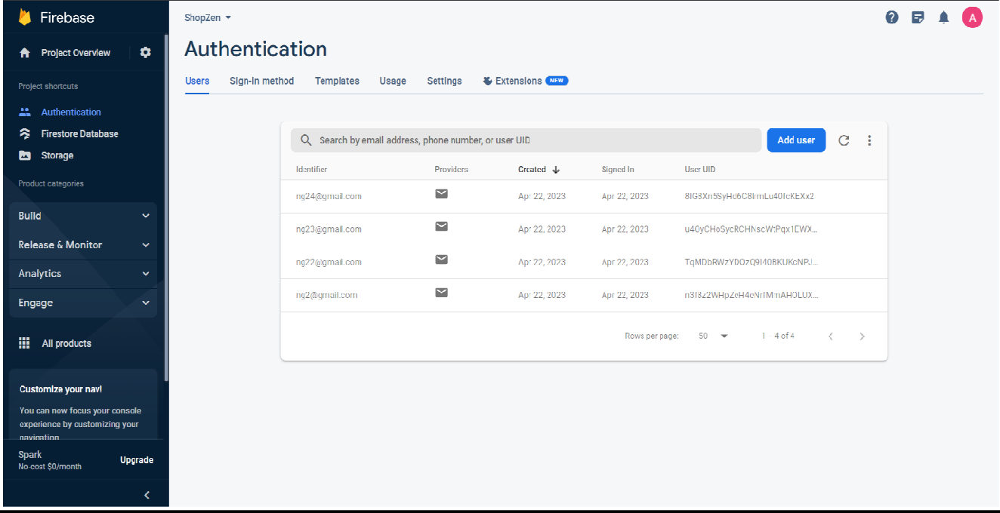 Firebase
ShopZen
A
Project Overview
Authentication
Users Sign-in method Templates Usage Settings Extensions NEW
Project shortcuts
Authentication
Firestore Database
Storage
Product categories
Build
Release & Monitor
Analytics
Engage
All products
Customize your nav!
You can now focus your console
experience by customizing your
navigation
Spark
No-cost $0/month
Upgrade
Search by email address, phone number, or user UID
Add user
Identifier Providers Created Signed In User UID
ng24@gmail.com Apr 22, 2023 Apr 22, 2023
ng23@gmail.com Apr 22, 2023 Apr 22, 2023
ng22@gmail.com Apr 22, 2023 Apr 22, 2023
ng2@gmail.com Apr 22, 2023 Apr 22, 2023
Rows per page: 50 1 – 4 of 4